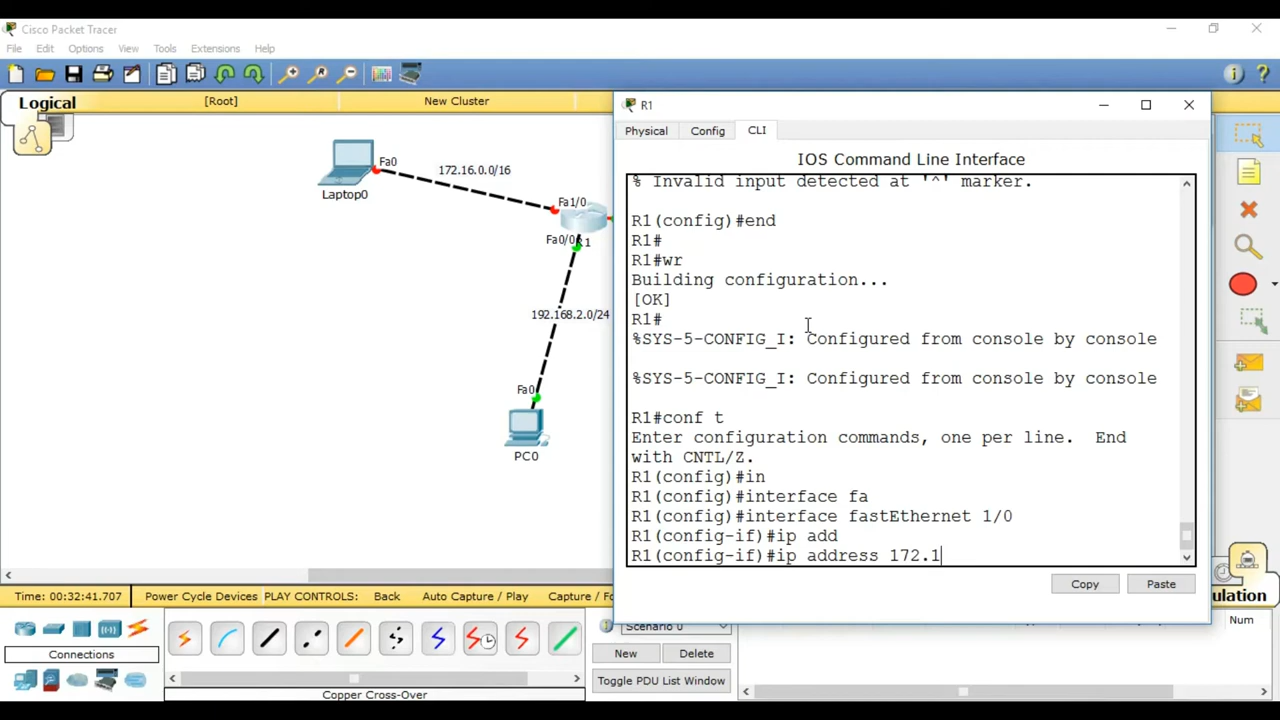 Cisco Packet Tracer
File Edit Options View Tools Extensions Help
Logical [Root] New Cluster
R1
Physical Config CLI
IOS Command Line Interface
% Invalid input detected at '^' marker.
R1(config)#end
R1#
R1#wr
Building configuration...
[OK]
R1#
%SYS-5-CONFIG_I: Configured from console by console
%SYS-5-CONFIG_I: Configured from console by console
R1#conf t
Enter configuration commands, one per line. End
with CNTL/Z.
R1(config)#in
R1(config)#interface fa
R1(config)#interface fastEthernet 1/0
R1(config-if)#ip add
R1(config-if)#ip address 172.1
Copy Paste
Fa0
172.16.0.0/16
Laptop0
Fa1/0
Fa0/0 R1
192.168.2.0/24
Fa0
PC0
Time: 00:32:41.707 Power Cycle Devices PLAY CONTROLS: Back Auto Capture / Play Capture / Fo
ulation
Scenario 0
Num
New Delete
Connections
Toggle PDU List Window
Copper Cross-Over